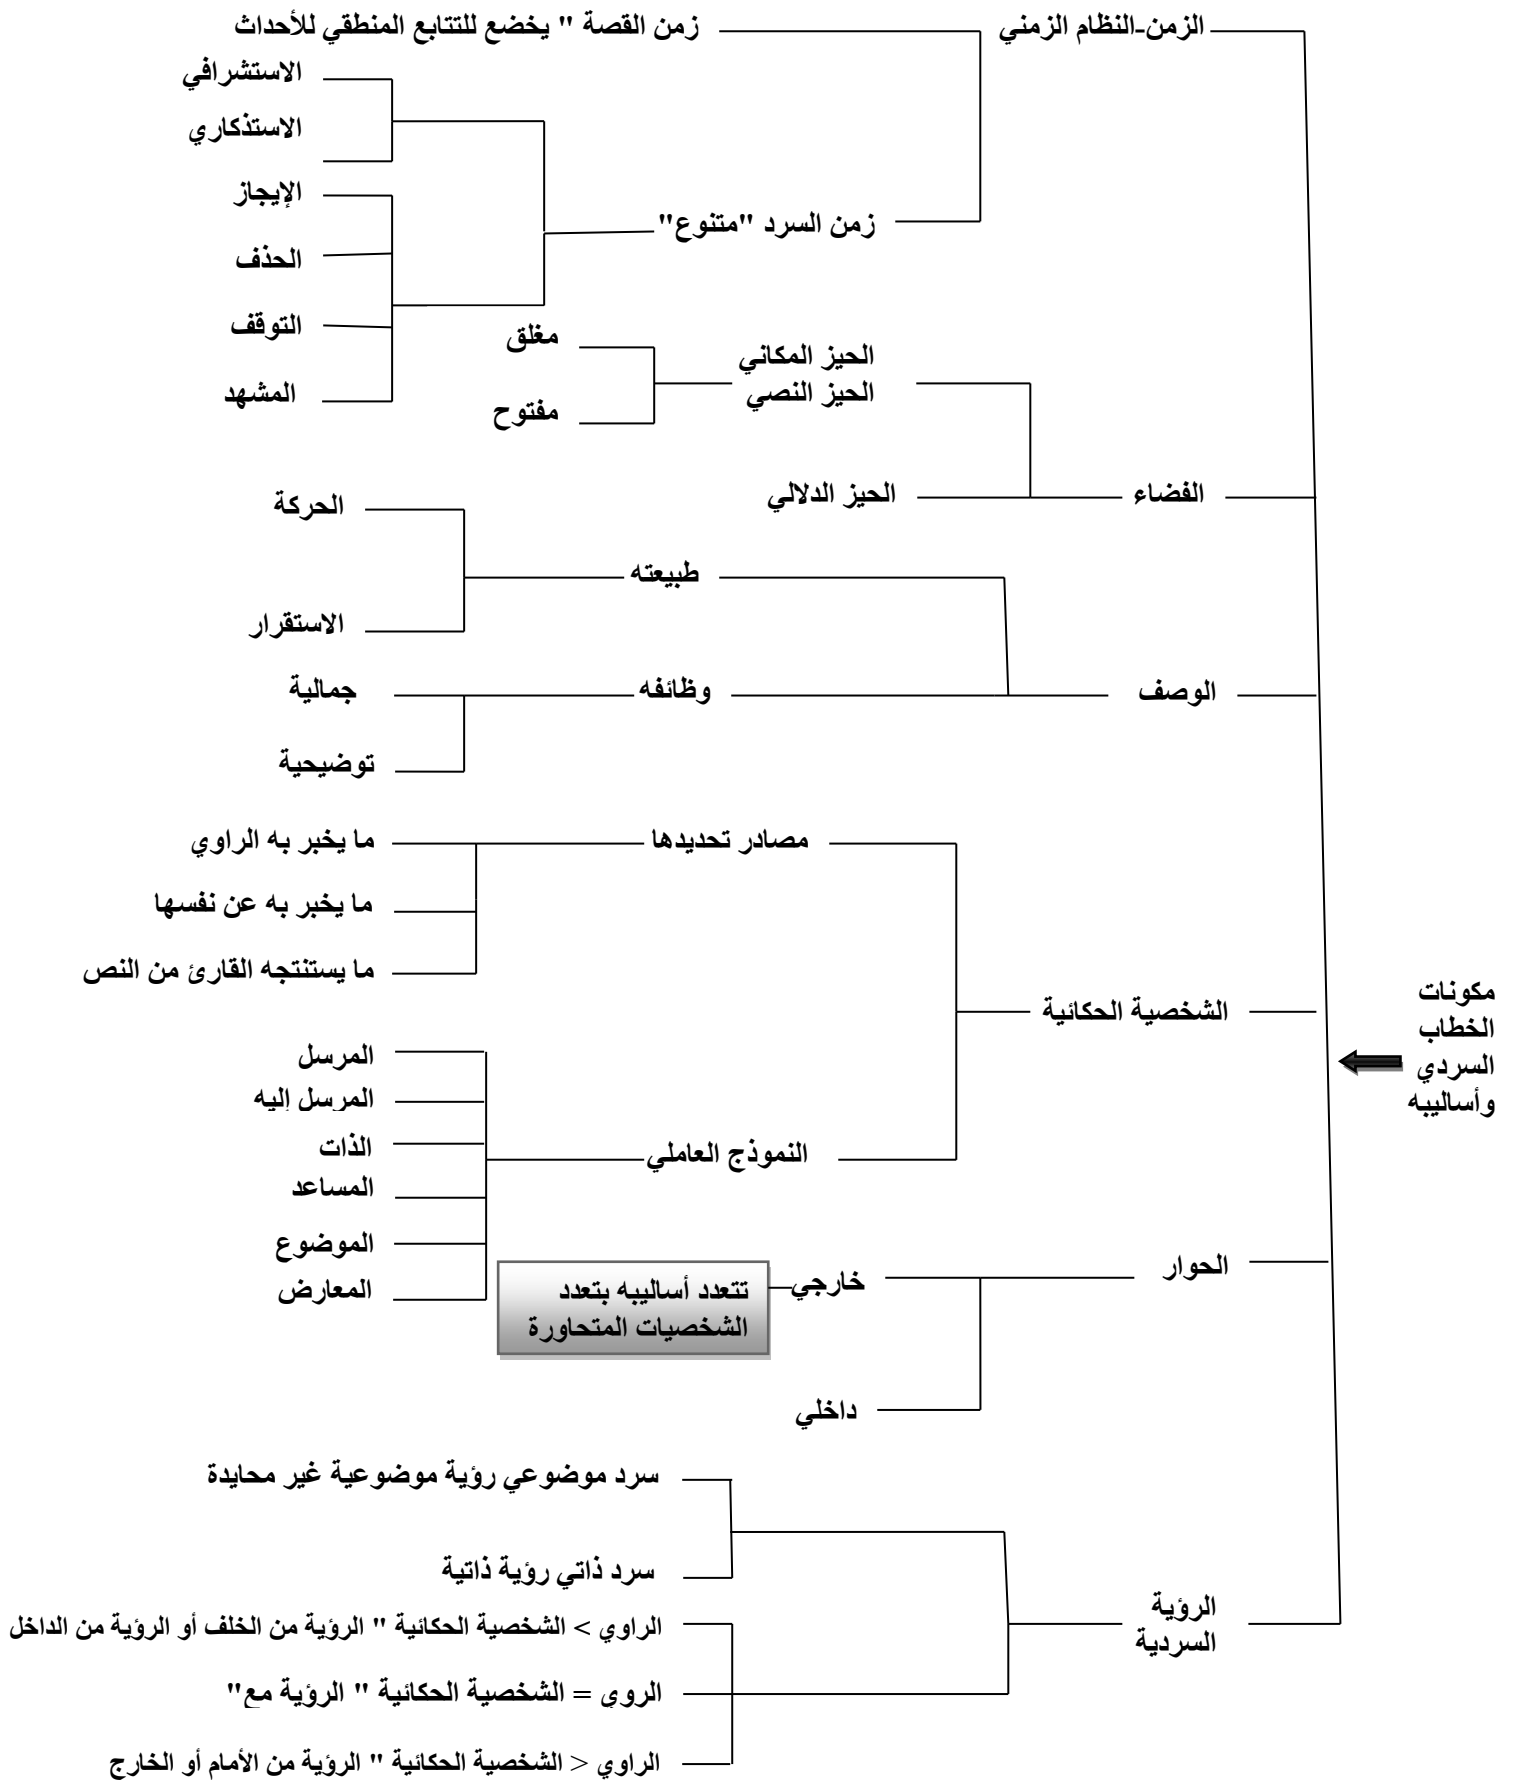 مكونات
الخطاب
السردي
وأساليبه
الزمن-النظام الزمني
زمن القصة " يخضع للتتابع المنطقي للأحداث
زمن السرد "متنوع"
الاستشرافي
الاستذكاري
الإيجاز
الحذف
التوقف
المشهد
الفضاء
الحيز المكاني
الحيز النصي
مغلق
مفتوح
الحيز الدلالي
الوصف
طبيعته
الحركة
الاستقرار
وظائفه
جمالية
توضيحية
الشخصية الحكائية
مصادر تحديدها
ما يخبر به الراوي
ما يخبر به عن نفسها
ما يستنتجه القارئ من النص
النموذج العاملي
المرسل
المرسل إليه
الذات
المساعد
الموضوع
المعارض
الحوار
خارجي
تتعدد أساليبه بتعدد
الشخصيات المتحاورة
داخلي
الرؤية
السردية
سرد موضوعي رؤية موضوعية غير محايدة
سرد ذاتي رؤية ذاتية
الراوي > الشخصية الحكائية " الرؤية من الخلف أو الرؤية من الداخل
الروي = الشخصية الحكائية " الرؤية مع"
الراوي < الشخصية الحكائية " الرؤية من الأمام أو الخارج